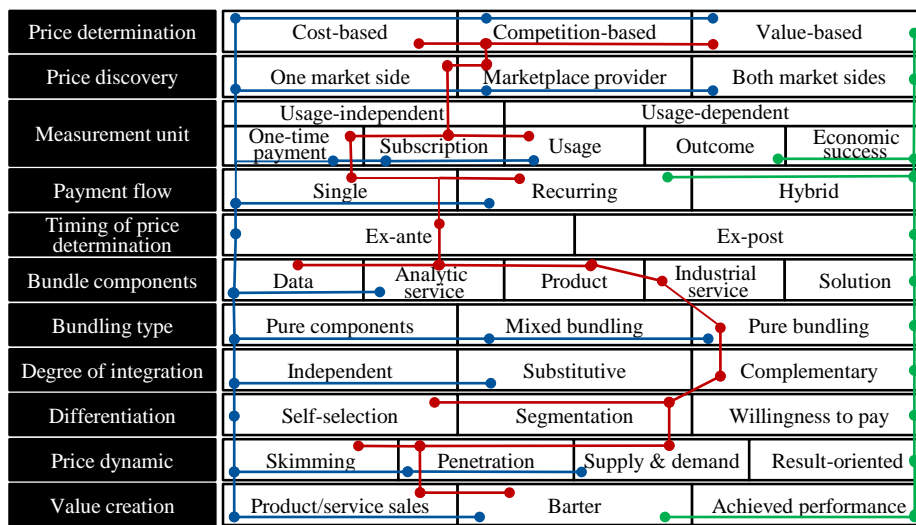 Price determination Cost-based Competition-based Value-based
Price discovery One market side Marketplace provider Both market sides
Usage-independent Usage-dependent
Measurement unit
One-time payment Subscription Usage Outcome Economic success
Payment flow Single Recurring Hybrid
Timing of price determination Ex-ante Ex-post
Bundle components Data Analytic service Product Industrial service Solution
Bundling type Pure components Mixed bundling Pure bundling
Degree of integration Independent Substitutive Complementary
Differentiation Self-selection Segmentation Willingness to pay
Price dynamic Skimming Penetration Supply & demand Result-oriented
Value creation Product/service sales Barter Achieved performance